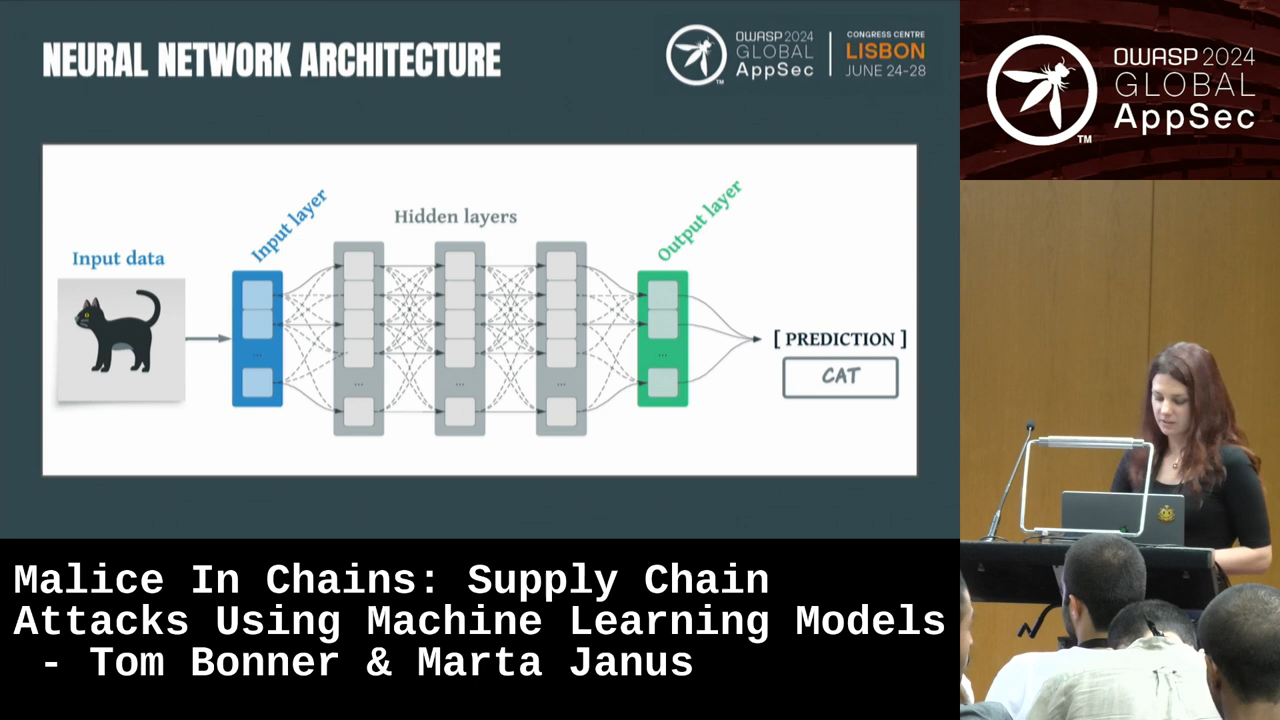 NEURAL NETWORK ARCHITECTURE
OWASP 2024
GLOBAL
AppSec
TM
CONGRESS CENTRE
LISBON
JUNE 24-28
OWASP 2024
GLOBAL
AppSec
TM
Input data
Input layer
Hidden layers
Output layer
...
...
...
...
...
[ PREDICTION ]
CAT
Malice In Chains: Supply Chain
Attacks Using Machine Learning Models
- Tom Bonner & Marta Janus